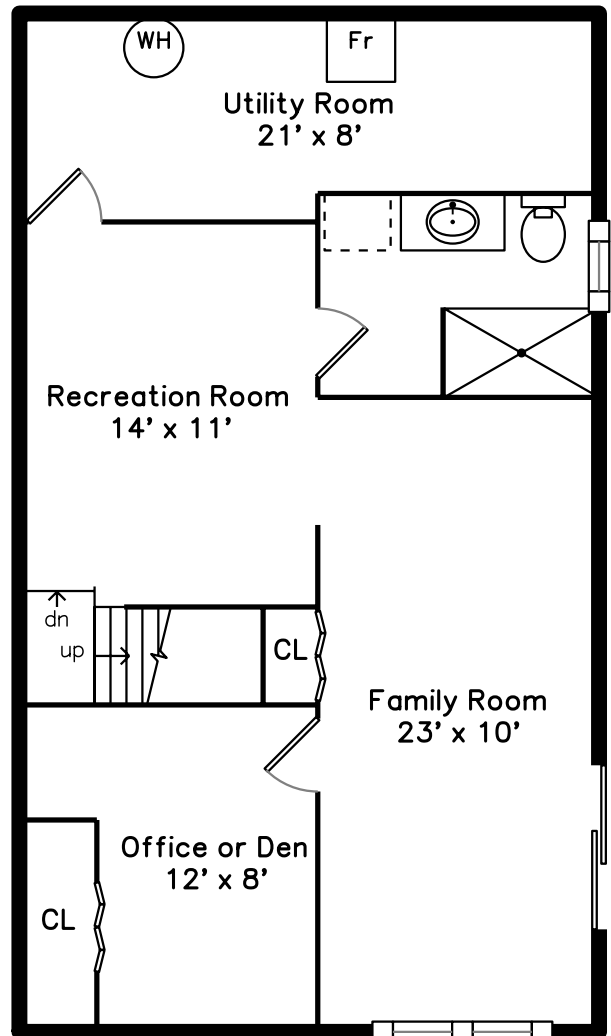 WH
Fr
Utility Room
21' x 8'
Recreation Room
14' x 11'
dn
up
CL
Family Room
23' x 10'
Office or Den
12' x 8'
CL